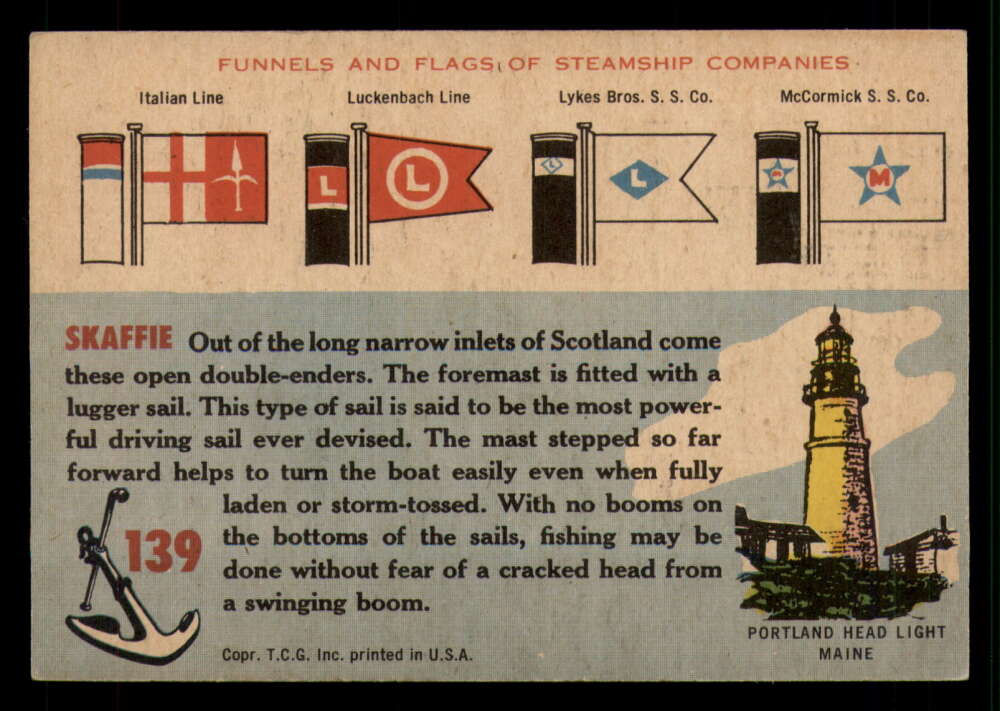 FUNNELS AND FLAGS OF STEAMSHIP COMPANIES
Italian Line
Luckenbach Line
Lykes Bros. S. S. Co.
McCormick S. S. Co.
L
L
L
L
M
M
SKAFFIE Out of the long narrow inlets of Scotland come
these open double-enders. The foremast is fitted with a
lugger sail. This type of sail is said to be the most power-
ful driving sail ever devised. The mast stepped so far
forward helps to turn the boat easily even when fully
laden or storm-tossed. With no booms on
the bottoms of the sails, fishing may be
done without fear of a cracked head from
a swinging boom.
139
Copr. T.C.G. Inc. printed in U.S.A.
PORTLAND HEAD LIGHT
MAINE